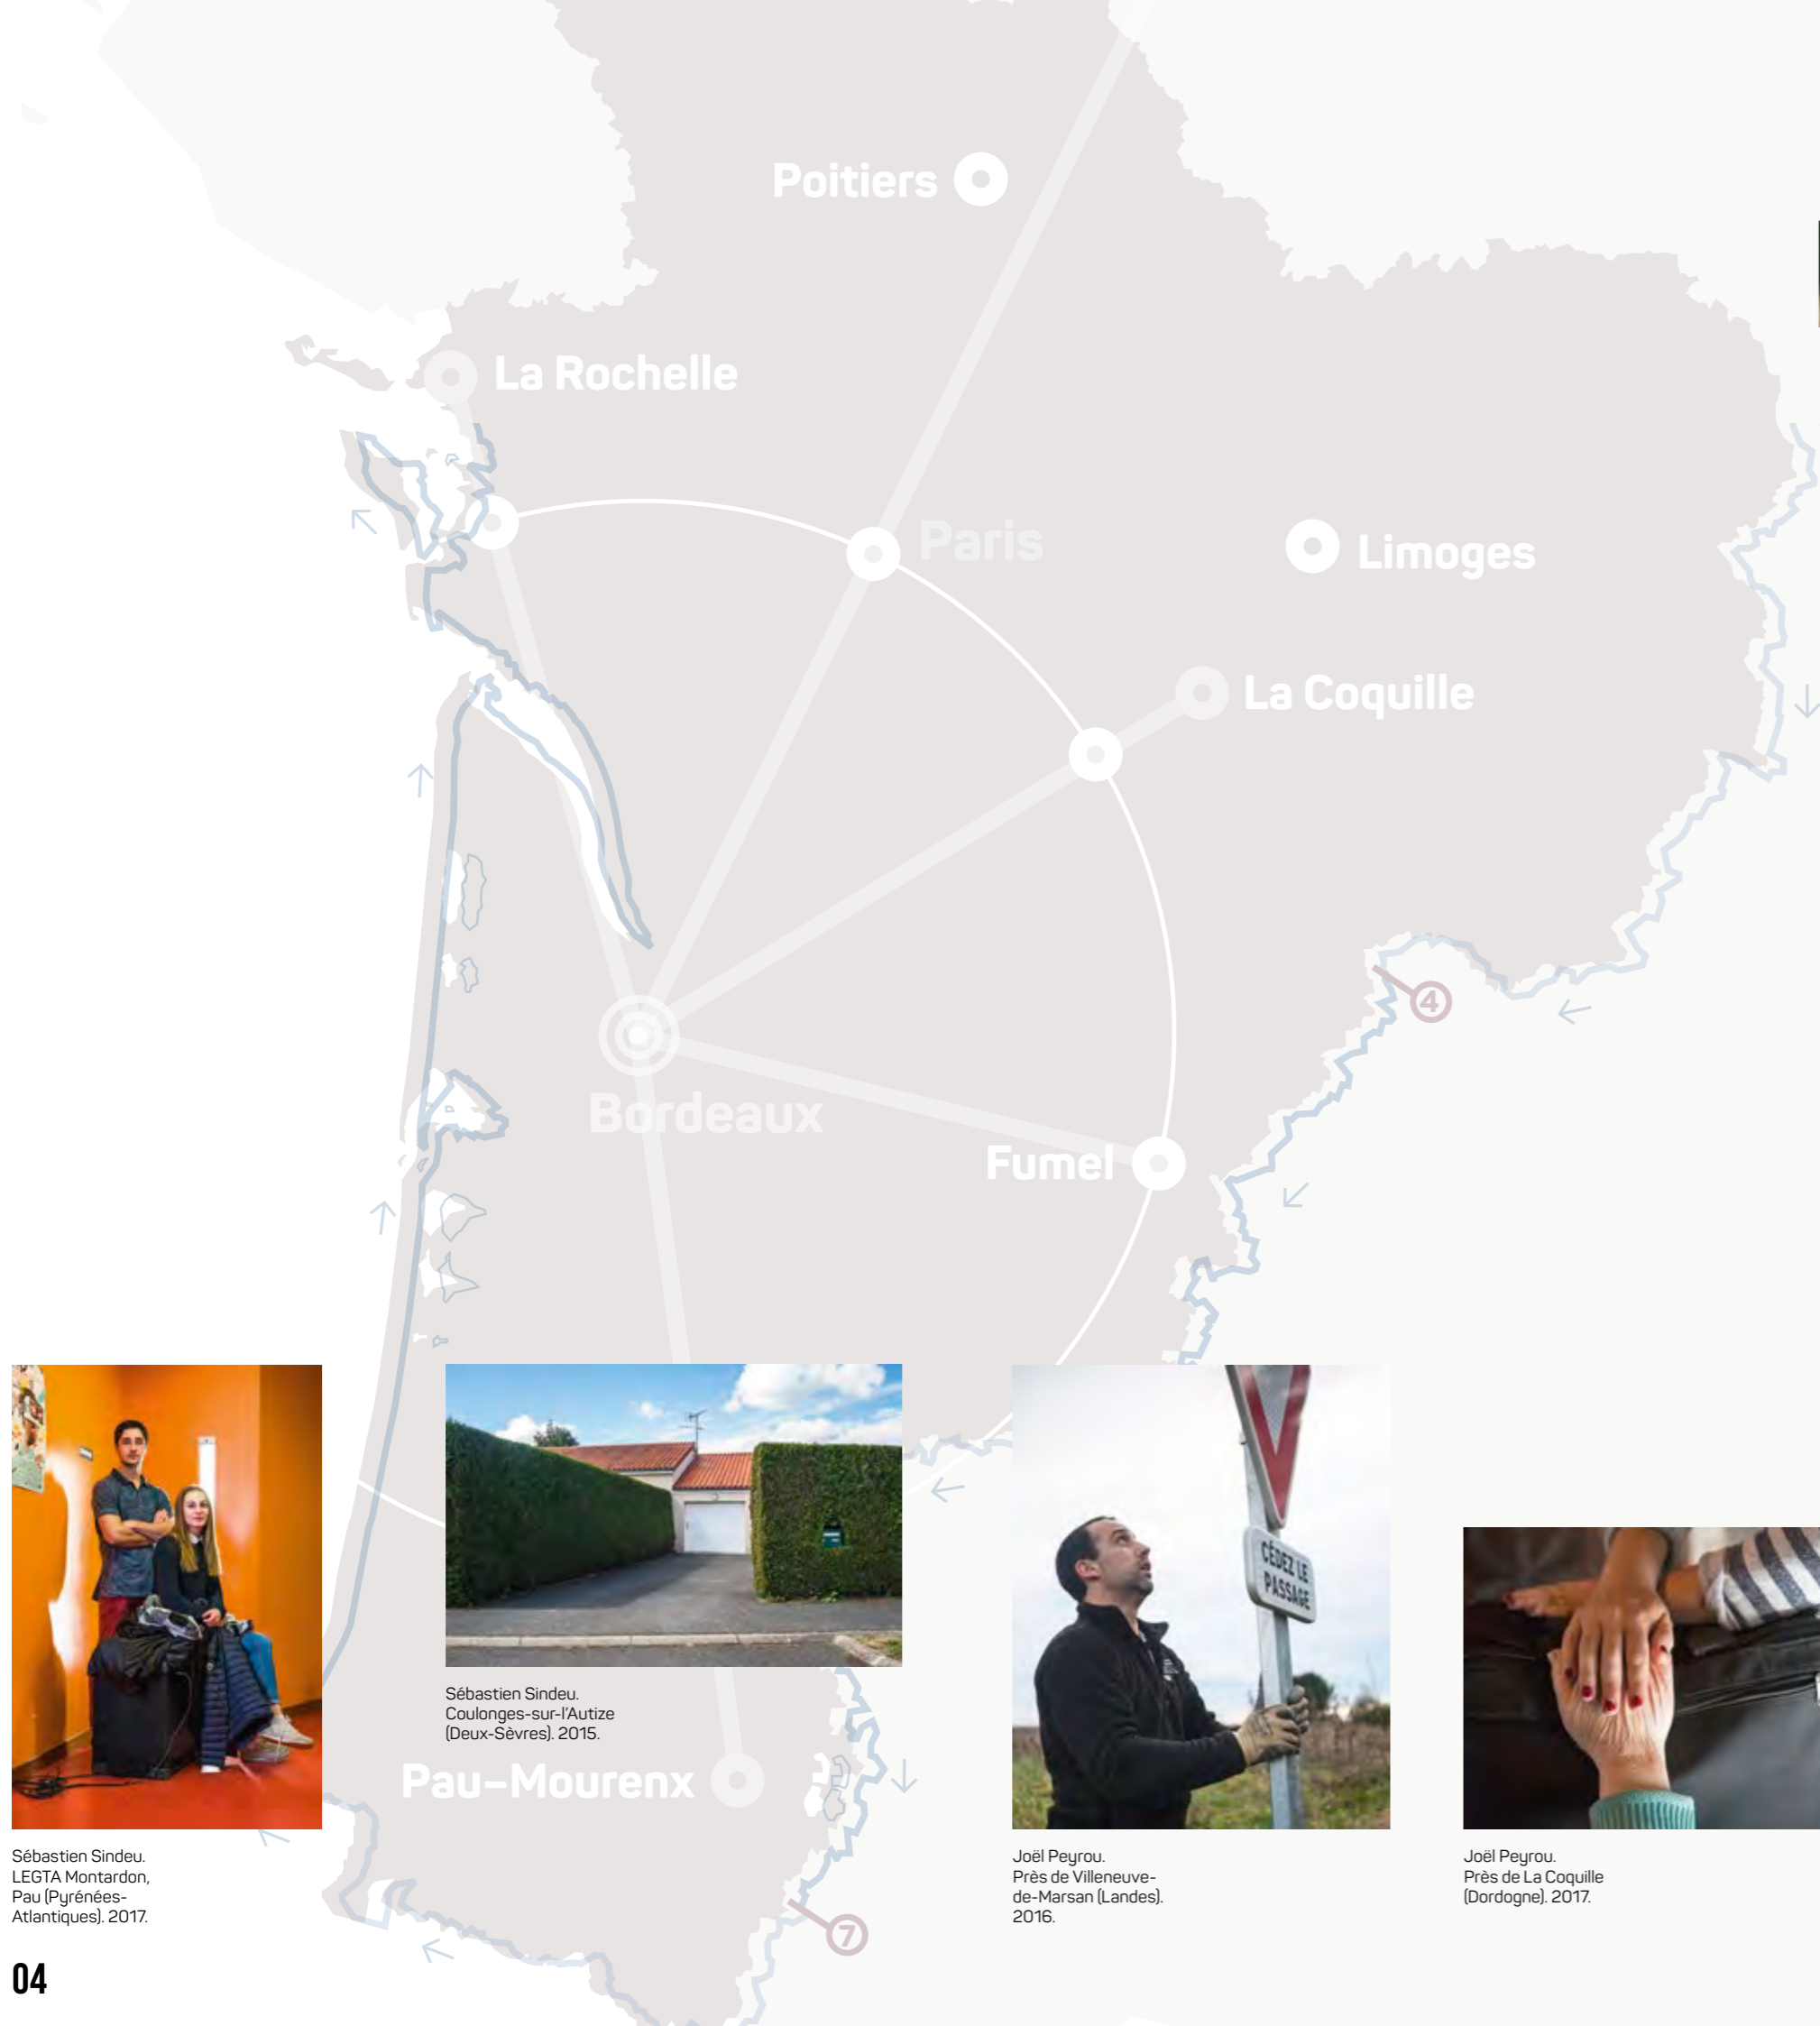 Poitiers
La Rochelle
Paris
Limoges
La Coquille
4
Bordeaux
Fumel
CÉDEZ LE
PASSAGE
Sébastien Sindeu.
Coulonges-sur-l'Autize
(Deux-Sèvres). 2015.
Pau–Mourenx
Sébastien Sindeu.
LEGTA Montardon,
Pau (Pyrénées-
Atlantiques). 2017.
Joël Peyrou.
Près de Villeneuve-
de-Marsan (Landes).
2016.
Joël Peyrou.
Près de La Coquille
(Dordogne). 2017.
7
04